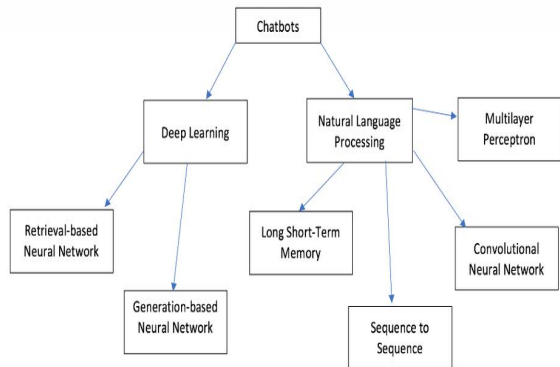 Chatbots
Deep Learning
Natural Language
Processing
Multilayer
Perceptron
Retrieval-based
Neural Network
Long Short-Term
Memory
Convolutional
Neural Network
Generation-based
Neural Network
Sequence to
Sequence